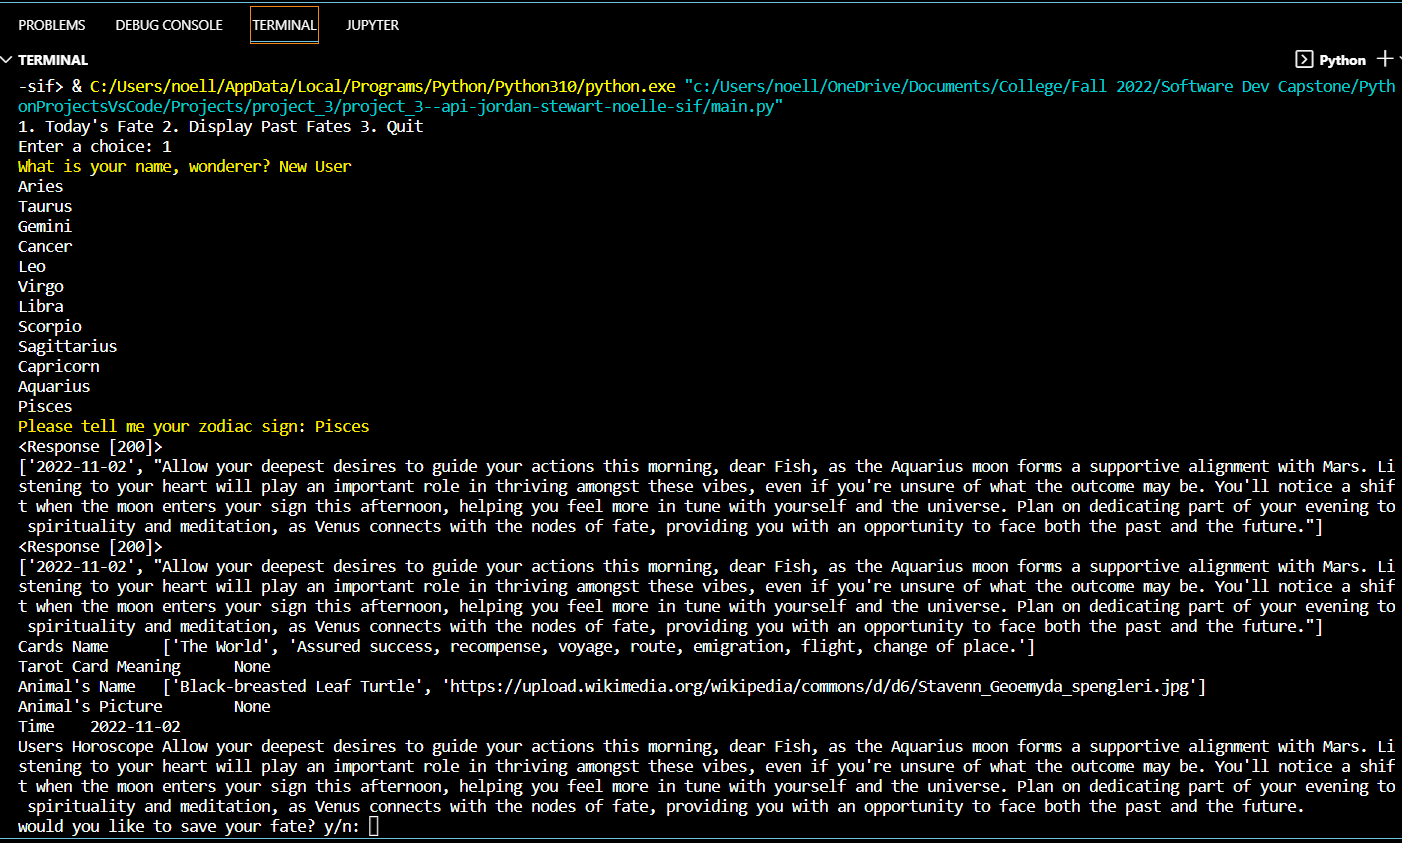 PROBLEMS DEBUG CONSOLE TERMINAL JUPYTER
TERMINAL Python
-sif> & C:/Users/noell/AppData/Local/Programs/Python/Python310/python.exe "c:/Users/noell/OneDrive/Documents/College/Fall 2022/Software Dev Capstone/Pyth
onProjectsVsCode/Projects/project_3/project_3--api-jordan-stewart-noelle-sif/main.py"
1. Today's Fate 2. Display Past Fates 3. Quit
Enter a choice: 1
What is your name, wonderer? New User
Aries
Taurus
Gemini
Cancer
Leo
Virgo
Libra
Scorpio
Sagittarius
Capricorn
Aquarius
Pisces
Please tell me your zodiac sign: Pisces
<Response [200]>
['2022-11-02', "Allow your deepest desires to guide your actions this morning, dear Fish, as the Aquarius moon forms a supportive alignment with Mars. Li
stening to your heart will play an important role in thriving amongst these vibes, even if you're unsure of what the outcome may be. You'll notice a shif
t when the moon enters your sign this afternoon, helping you feel more in tune with yourself and the universe. Plan on dedicating part of your evening to
spirituality and meditation, as Venus connects with the nodes of fate, providing you with an opportunity to face both the past and the future."]
<Response [200]>
['2022-11-02', "Allow your deepest desires to guide your actions this morning, dear Fish, as the Aquarius moon forms a supportive alignment with Mars. Li
stening to your heart will play an important role in thriving amongst these vibes, even if you're unsure of what the outcome may be. You'll notice a shif
t when the moon enters your sign this afternoon, helping you feel more in tune with yourself and the universe. Plan on dedicating part of your evening to
spirituality and meditation, as Venus connects with the nodes of fate, providing you with an opportunity to face both the past and the future."]
Cards Name ['The World', 'Assured success, recompense, voyage, route, emigration, flight, change of place.']
Tarot Card Meaning None
Animal's Name ['Black-breasted Leaf Turtle', 'https://upload.wikimedia.org/wikipedia/commons/d/d6/Stavenn_Geoemyda_spengleri.jpg']
Animal's Picture None
Time 2022-11-02
Users Horoscope Allow your deepest desires to guide your actions this morning, dear Fish, as the Aquarius moon forms a supportive alignment with Mars. Li
stening to your heart will play an important role in thriving amongst these vibes, even if you're unsure of what the outcome may be. You'll notice a shif
t when the moon enters your sign this afternoon, helping you feel more in tune with yourself and the universe. Plan on dedicating part of your evening to
spirituality and meditation, as Venus connects with the nodes of fate, providing you with an opportunity to face both the past and the future.
would you like to save your fate? y/n: